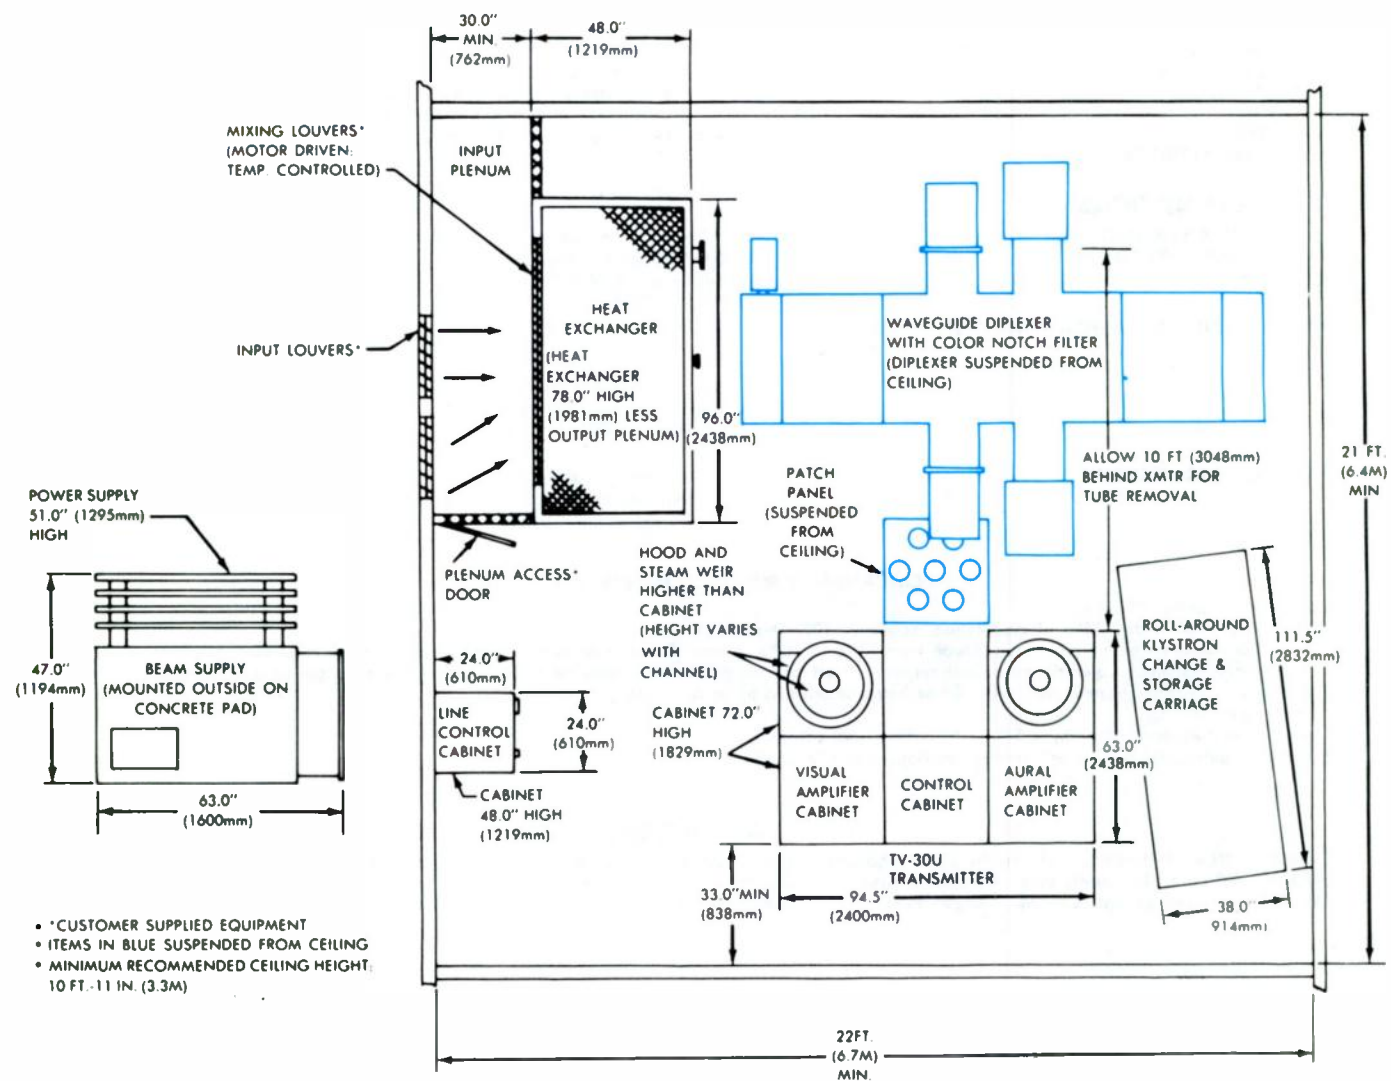 30.0"
MIN.
(762mm)
48.0"
(1219mm)
MIXING LOUVERS*
(MOTOR DRIVEN:
TEMP. CONTROLLED)
INPUT
PLENUM
INPUT LOUVERS*
HEAT
EXCHANGER
(HEAT
EXCHANGER
78.0" HIGH
(1981mm) LESS
OUTPUT PLENUM)
96.0"
(2438mm)
WAVEGUIDE DIPLEXER
WITH COLOR NOTCH FILTER
(DIPLEXER SUSPENDED FROM
CEILING)
ALLOW 10 FT (3048mm)
BEHIND XMTR FOR
TUBE REMOVAL
21 FT.
(6.4M)
MIN
PATCH
PANEL
(SUSPENDED
FROM
CEILING)
POWER SUPPLY
51.0" (1295mm)
HIGH
PLENUM ACCESS*
DOOR
HOOD AND
STEAM WEIR
HIGHER THAN
CABINET
(HEIGHT VARIES
WITH
CHANNEL)
47.0"
(1194mm)
BEAM SUPPLY
(MOUNTED OUTSIDE ON
CONCRETE PAD)
63.0"
(1600mm)
24.0"
(610mm)
LINE
CONTROL
CABINET
24.0"
(610mm)
CABINET
48.0" HIGH
(1219mm)
CABINET 72.0"
HIGH
(1829mm)
VISUAL
AMPLIFIER
CABINET
CONTROL
CABINET
AURAL
AMPLIFIER
CABINET
63.0"
(2438mm)
ROLL-AROUND
KLYSTRON
CHANGE &
STORAGE
CARRIAGE
111.5"
(2832mm)
38 0"
914mm)
TV-30U
TRANSMITTER
33.0"MIN
(838mm)
94.5"
(2400mm)
• *CUSTOMER SUPPLIED EQUIPMENT
• ITEMS IN BLUE SUSPENDED FROM CEILING
• MINIMUM RECOMMENDED CEILING HEIGHT:
10 FT.-11 IN. (3.3M)
22FT.
(6.7M)
MIN.